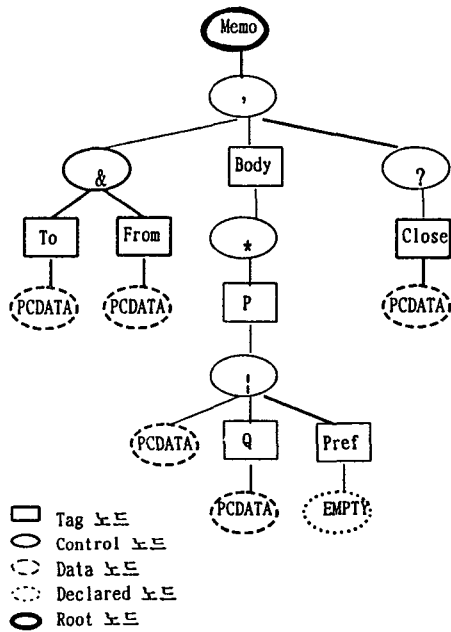 Memo
,
& Body ?
To From * Close
PCDATA PCDATA P PCDATA
¦
PCDATA Q Pref
PCDATA EMPTY
Tag 노드
Control 노드
Data 노드
Declared 노드
Root 노드